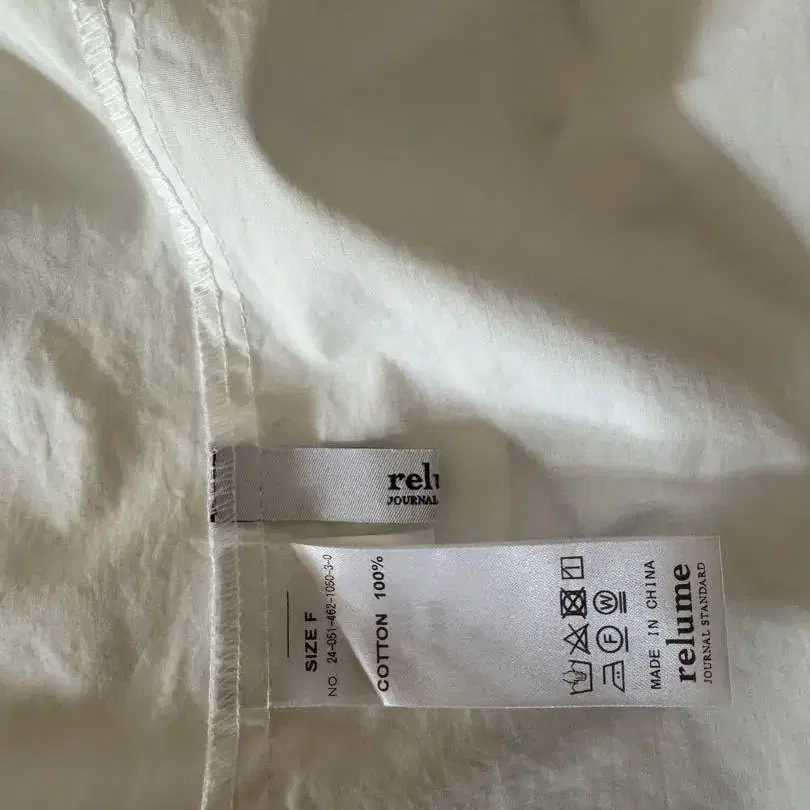 relu
JOURNAL
SIZE F
NO. 24-051-462-1050-3-0
COTTON 100%
F W
MADE IN CHINA
relume
JOURNAL STANDARD